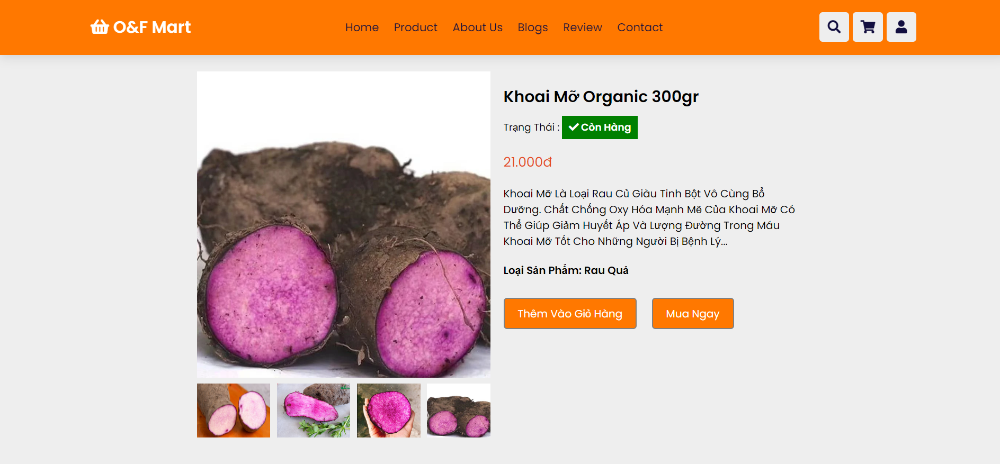 O&F Mart
Home Product About Us Blogs Review Contact
Khoai Mỡ Organic 300gr
Trạng Thái : Còn Hàng
21.000đ
Khoai Mỡ Là Loại Rau Củ Giàu Tinh Bột Vô Cùng Bổ
Dưỡng. Chất Chống Oxy Hóa Mạnh Mẽ Của Khoai Mỡ Có
Thể Giúp Giảm Huyết Áp Và Lượng Đường Trong Máu
Khoai Mỡ Tốt Cho Những Người Bị Bệnh Lý...
Loại Sản Phẩm: Rau Quả
Thêm Vào Giỏ Hàng Mua Ngay